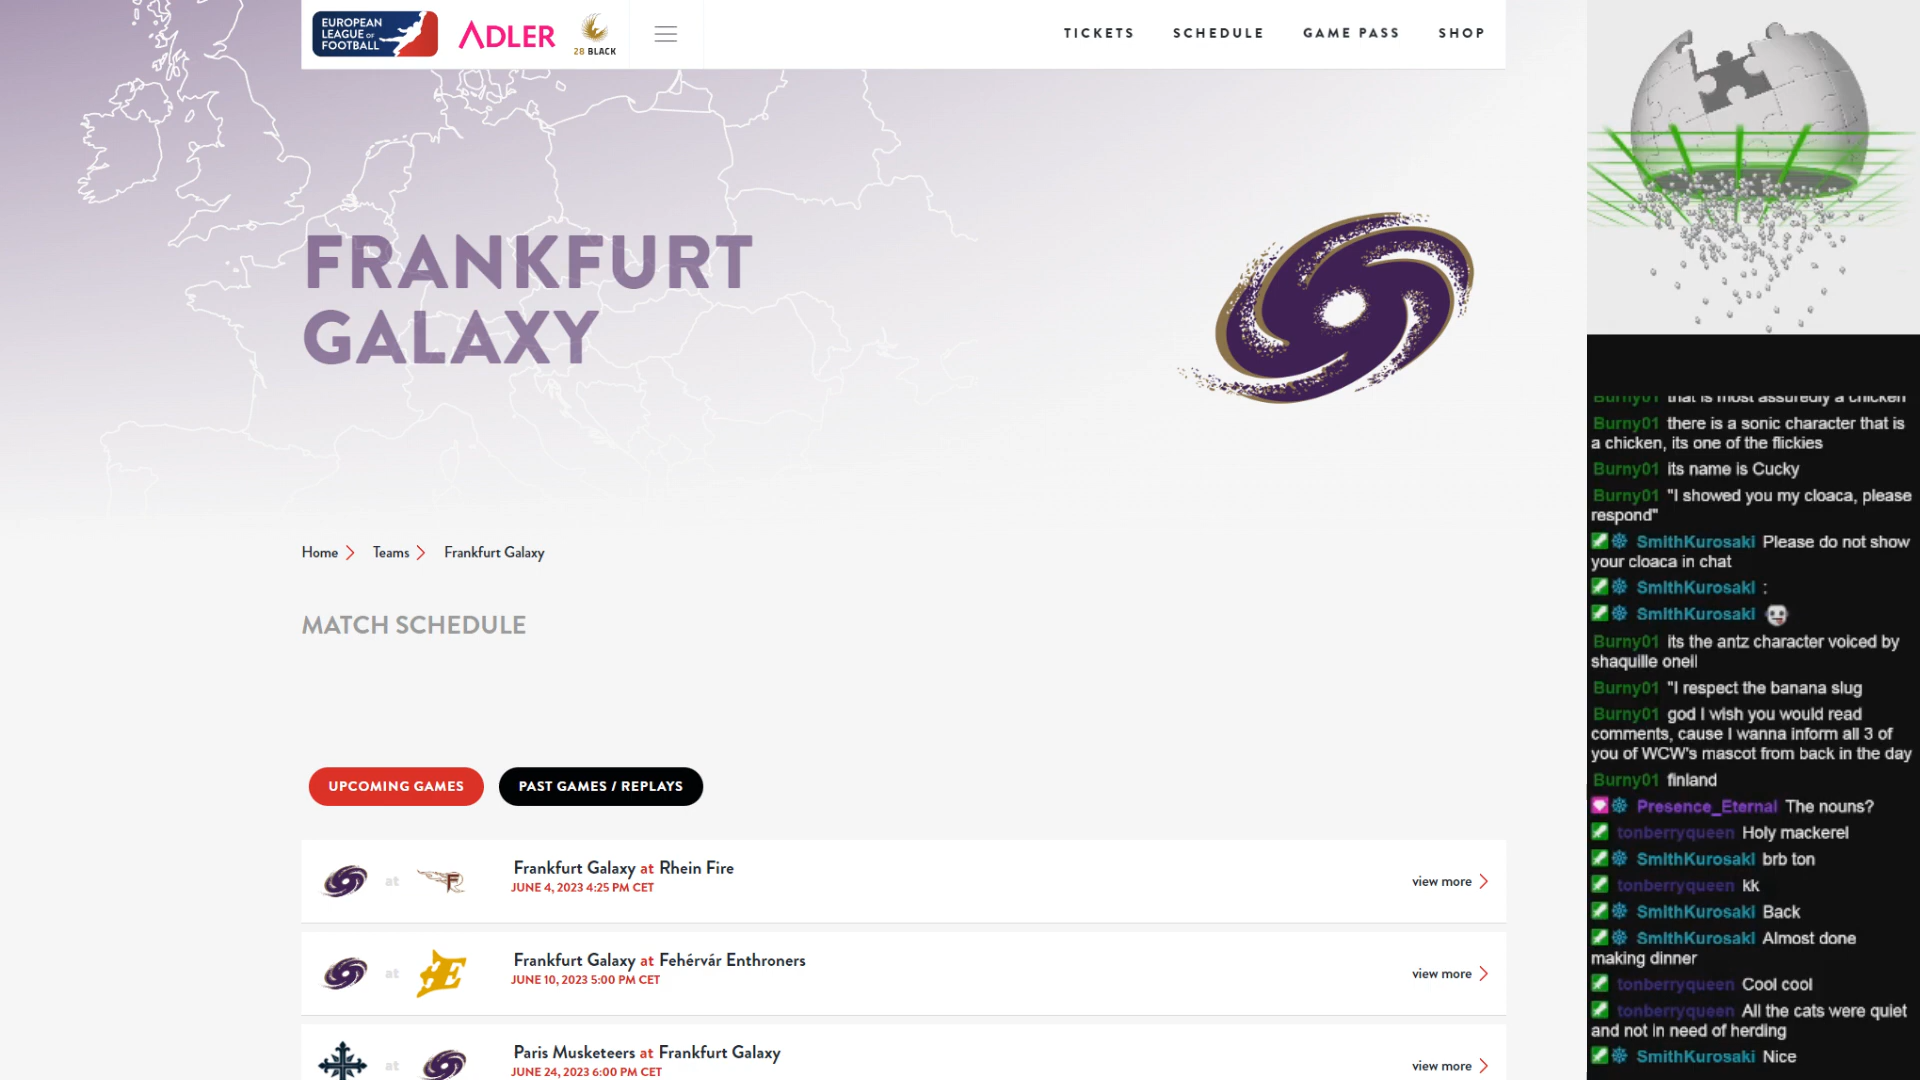 EUROPEAN
LEAGUE OF
FOOTBALL
ADLER
28 BLACK
TICKETS
SCHEDULE
GAME PASS
SHOP
FRANKFURT
GALAXY
Home
Teams
Frankfurt Galaxy
MATCH SCHEDULE
UPCOMING GAMES
PAST GAMES / REPLAYS
at
Frankfurt Galaxy at Rhein Fire
JUNE 4, 2023 4:25 PM CET
view more
at
Frankfurt Galaxy at Fehérvár Enthroners
JUNE 10, 2023 5:00 PM CET
view more
at
Paris Musketeers at Frankfurt Galaxy
JUNE 24, 2023 6:00 PM CET
view more
Burny01 that is most assuredly a chicken
Burny01 there is a sonic character that is
a chicken, its one of the flickies
Burny01 its name is Cucky
Burny01 "I showed you my cloaca, please
respond"
SmithKurosaki Please do not show
your cloaca in chat
SmithKurosaki :
SmithKurosaki
Burny01 its the antz character voiced by
shaquille oneil
Burny01 "I respect the banana slug
Burny01 god I wish you would read
comments, cause I wanna inform all 3 of
you of WCW's mascot from back in the day
Burny01 finland
Presence_Eternal The nouns?
tonberryqueen Holy mackerel
SmithKurosaki brb ton
tonberryqueen kk
SmithKurosaki Back
SmithKurosaki Almost done
making dinner
tonberryqueen Cool cool
tonberryqueen All the cats were quiet
and not in need of herding
SmithKurosaki Nice